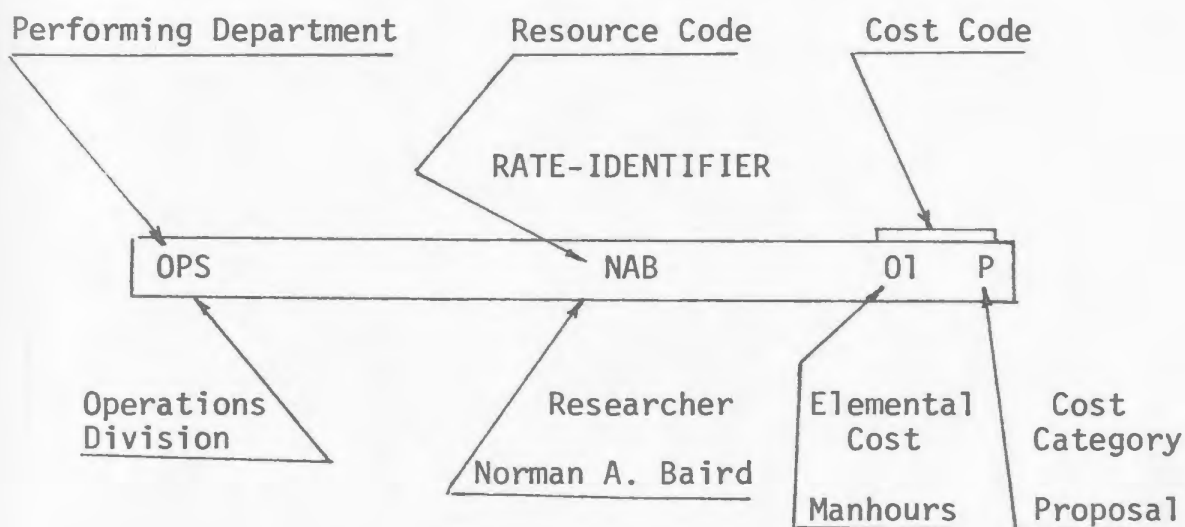 Performing Department Resource Code Cost Code
RATE-IDENTIFIER
OPS NAB 01 P
Operations Division
Researcher
Norman A. Baird
Elemental Cost
Manhours
Cost Category
Proposal